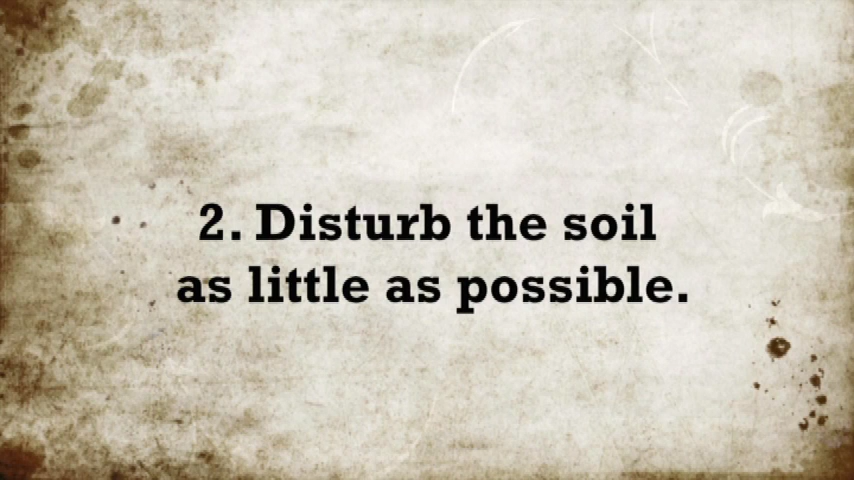 2. Disturb the soil
as little as possible.